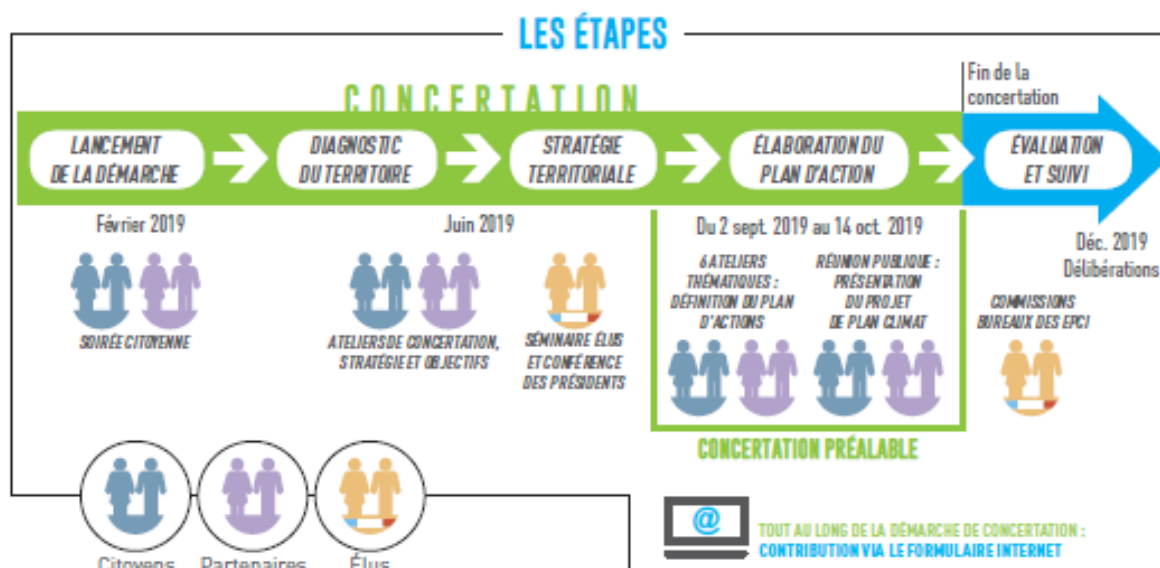 LES ÉTAPES
CONCERTATION
Fin de la
concertation
LANCEMENT
DE LA DÉMARCHE
DIAGNOSTIC
DU TERRITOIRE
STRATÉGIE
TERRITORIALE
ÉLABORATION DU
PLAN D'ACTION
ÉVALUATION
ET SUIVI
Février 2019
Juin 2019
Du 2 sept. 2019 au 14 oct. 2019
Déc. 2019
Délibérations
SOIRÉE CITOYENNE
ATELIERS DE CONCERTATION,
STRATÉGIE ET OBJECTIFS
SÉMINAIRE ÉLUS
ET CONFÉRENCE
DES PRÉSIDENTS
6 ATELIERS
THÉMATIQUES :
DÉFINITION DU PLAN
D'ACTIONS
RÉUNION PUBLIQUE :
PRÉSENTATION
DU PROJET
DE PLAN CLIMAT
COMMISSIONS
BUREAUX DES EPCI
CONCERTATION PRÉALABLE
Citoyens
Partenaires
Élus
@
TOUT AU LONG DE LA DÉMARCHE DE CONCERTATION :
CONTRIBUTION VIA LE FORMULAIRE INTERNET